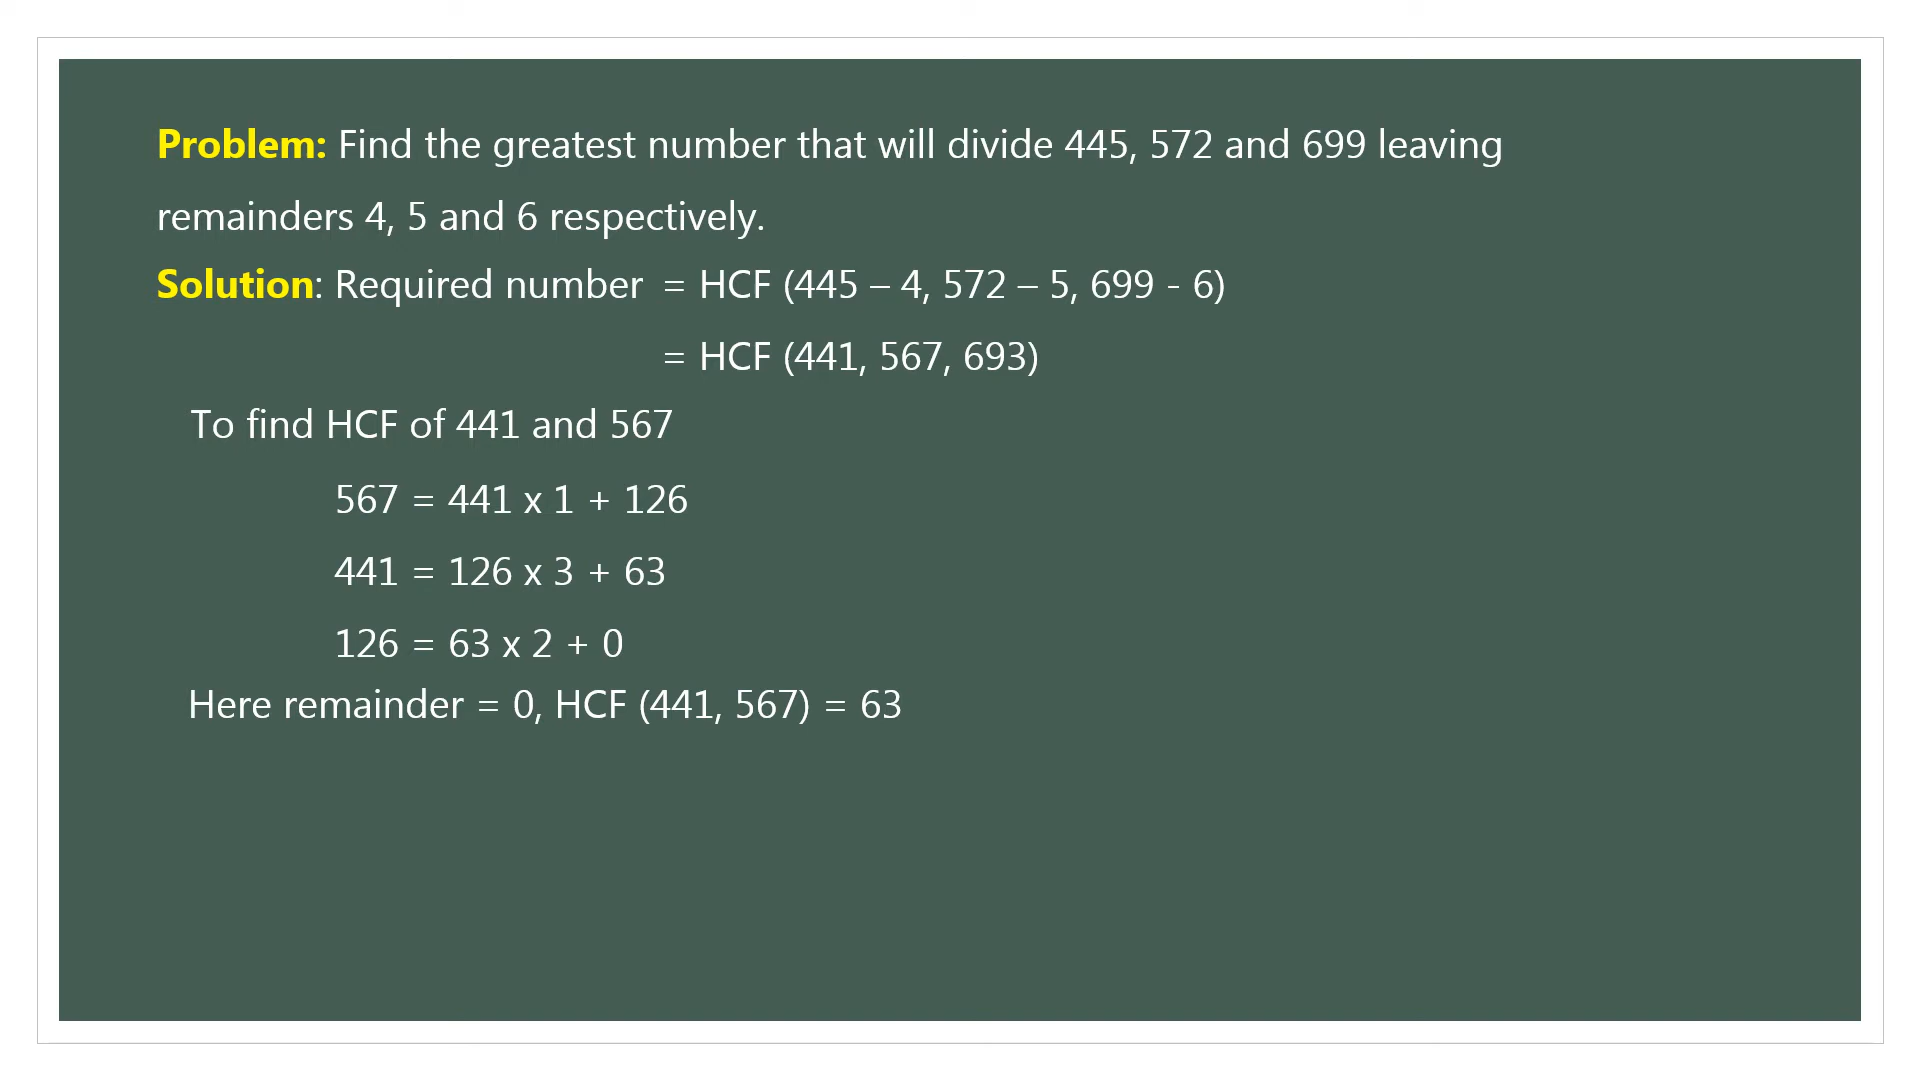 Problem: Find the greatest number that will divide 445, 572 and 699 leaving
remainders 4, 5 and 6 respectively.
Solution: Required number = HCF (445 – 4, 572 – 5, 699 - 6)
= HCF (441, 567, 693)
To find HCF of 441 and 567
567 = 441 x 1 + 126
441 = 126 x 3 + 63
126 = 63 x 2 + 0
Here remainder = 0, HCF (441, 567) = 63